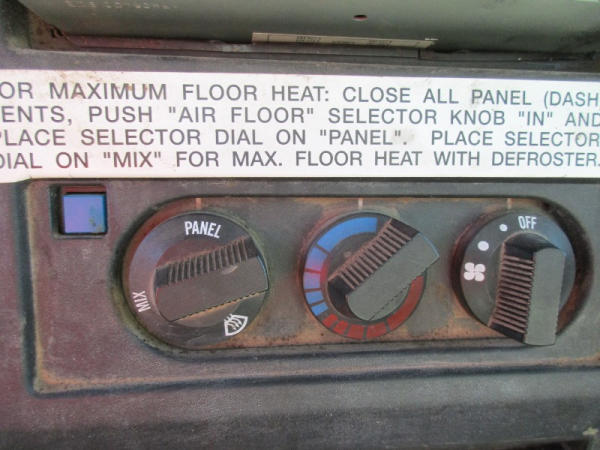 OR MAXIMUM FLOOR HEAT: CLOSE ALL PANEL (DASH
ENTS, PUSH "AIR FLOOR" SELECTOR KNOB "IN" AND
PLACE SELECTOR DIAL ON "PANEL". PLACE SELECTOR
DIAL ON "MIX" FOR MAX. FLOOR HEAT WITH DEFROSTER.
PANEL
MIX
OFF